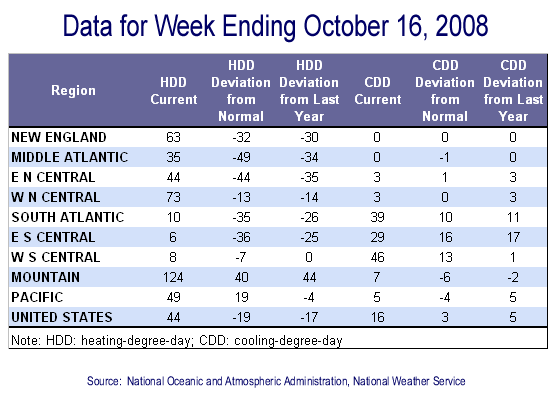 Data for Week Ending October 16, 2008
Region HDD Current HDD Deviation from Normal HDD Deviation from Last Year CDD Current CDD Deviation from Normal CDD Deviation from Last Year
NEW ENGLAND 63 -32 -30 0 0 0
MIDDLE ATLANTIC 35 -49 -34 0 -1 0
E N CENTRAL 44 -44 -35 3 1 3
W N CENTRAL 73 -13 -14 3 0 3
SOUTH ATLANTIC 10 -35 -26 39 10 11
E S CENTRAL 6 -36 -25 29 16 17
W S CENTRAL 8 -7 0 46 13 1
MOUNTAIN 124 40 44 7 -6 -2
PACIFIC 49 19 -4 5 -4 5
UNITED STATES 44 -19 -17 16 3 5
Note: HDD: heating-degree-day; CDD: cooling-degree-day
Source: National Oceanic and Atmospheric Administration, National Weather Service